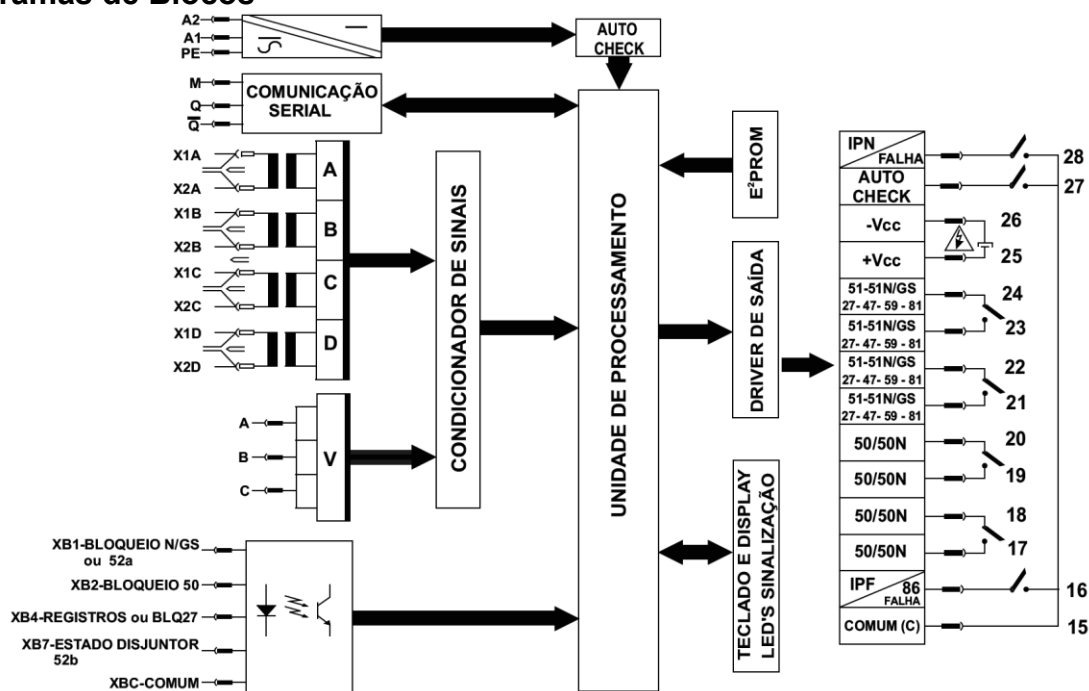 ramas de Blocos
A2
A1
PE
AUTO
CHECK
M
Q
Q̅
COMUNICAÇÃO
SERIAL
X1A
X2A
X1B
X2B
X1C
X2C
X1D
X2D
A
B
C
D
A
B
C
V
CONDICIONADOR DE SINAIS
UNIDADE DE PROCESSAMENTO
E²PROM
DRIVER DE SAÍDA
TECLADO E DISPLAY
LED'S SINALIZAÇÃO
XB1-BLOQUEIO N/GS
ou 52a
XB2-BLOQUEIO 50
XB4-REGISTROS ou BLQ27
XB7-ESTADO DISJUNTOR
52b
XBC-COMUM
IPN
FALHA
28
AUTO
CHECK
27
-Vcc
26
+Vcc
25
51-51N/GS
27- 47- 59 - 81
24
51-51N/GS
27- 47- 59 - 81
23
51-51N/GS
27- 47- 59 - 81
22
51-51N/GS
27- 47- 59 - 81
21
50/50N
20
50/50N
19
50/50N
18
50/50N
17
IPF
86
FALHA
16
COMUM (C)
15